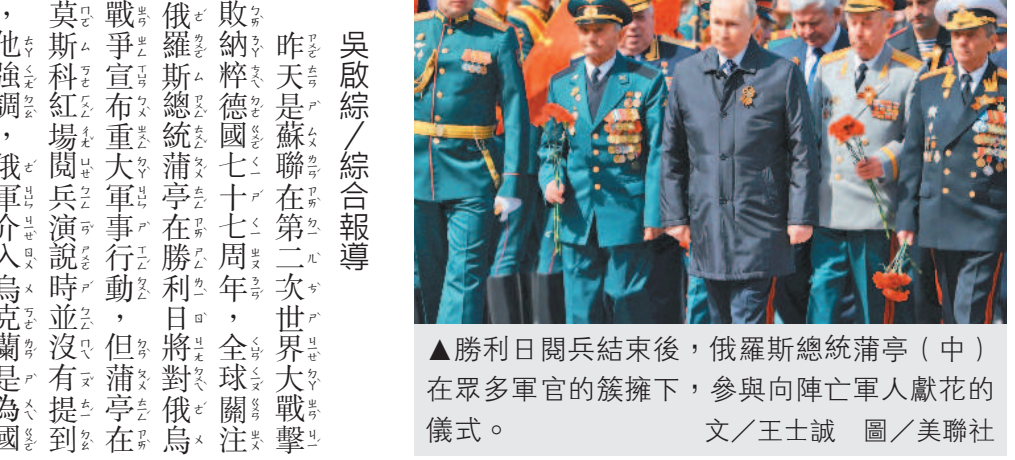 吳啟綜／綜合報導
昨天是蘇聯在第二次世界大戰擊
敗納粹德國七十七周年，全球關注
俄羅斯總統蒲亭在勝利日，將對俄烏
戰爭宣布重大軍事行動，但蒲亭在
莫斯科紅場閱兵演說時並沒有提到
，他強調，俄軍介入烏克蘭是為國
▲勝利日閱兵結束後，俄羅斯總統蒲亭（中）
在眾多軍官的簇擁下，參與向陣亡軍人獻花的
儀式。　文／王士誠　圖／美聯社